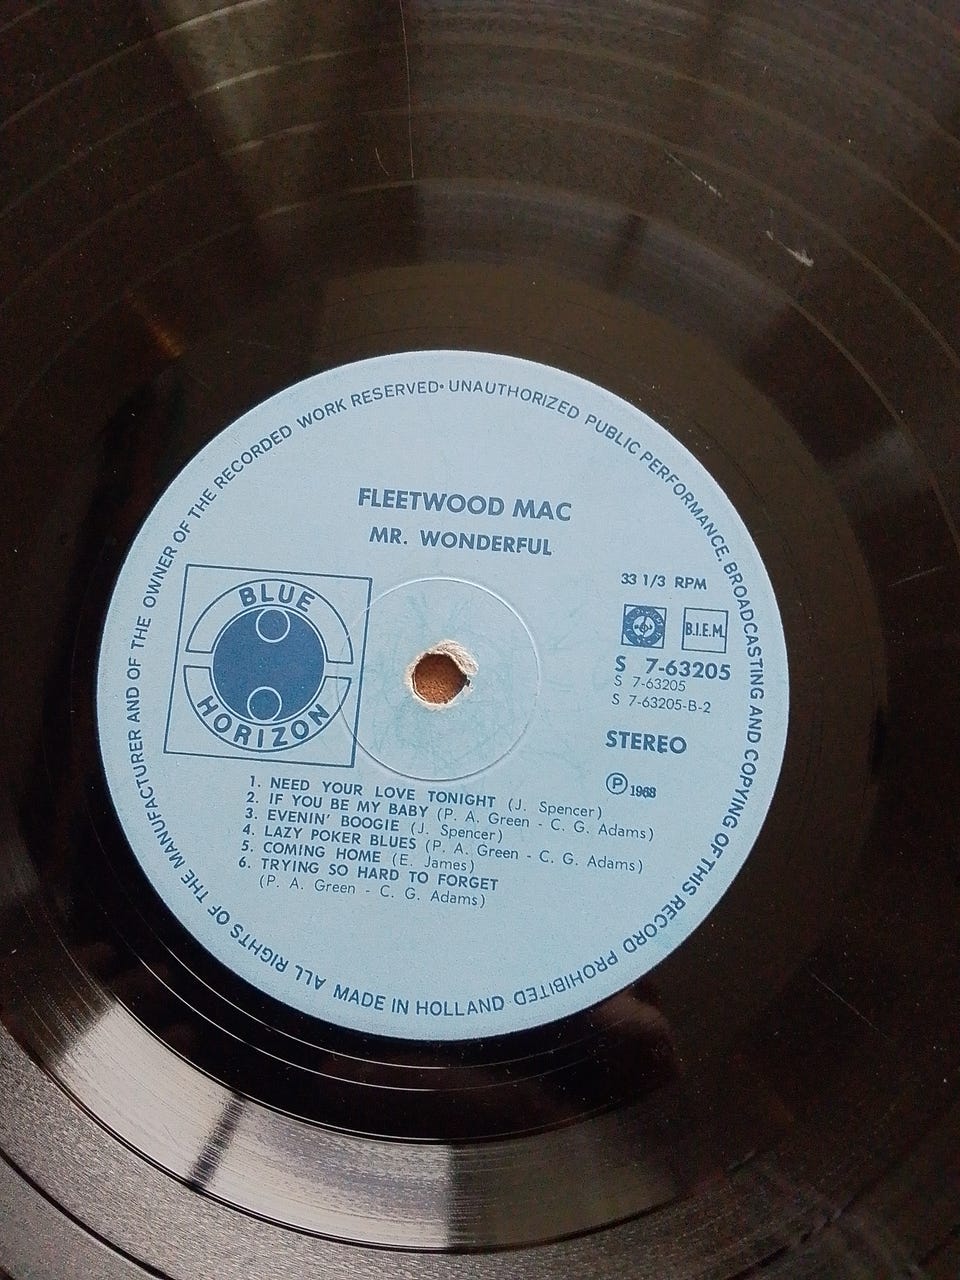 ALL RIGHTS OF THE MANUFACTURER AND OF THE OWNER OF THE RECORDED WORK RESERVED • UNAUTHORIZED PUBLIC PERFORMANCE, BROADCASTING AND COPYING OF THIS RECORD PROHIBITED
FLEETWOOD MAC
MR. WONDERFUL
BLUE
HORIZON
33 1/3 RPM
B.I.E.M.
S 7-63205
S 7-63205
S 7-63205-B-2
STEREO
Ⓟ 1968
1. NEED YOUR LOVE TONIGHT (J. Spencer)
2. IF YOU BE MY BABY (P. A. Green - C. G. Adams)
3. EVENIN' BOOGIE (J. Spencer)
4. LAZY POKER BLUES (P. A. Green - C. G. Adams)
5. COMING HOME (E. James)
6. TRYING SO HARD TO FORGET
(P. A. Green - C. G. Adams)
MADE IN HOLLAND